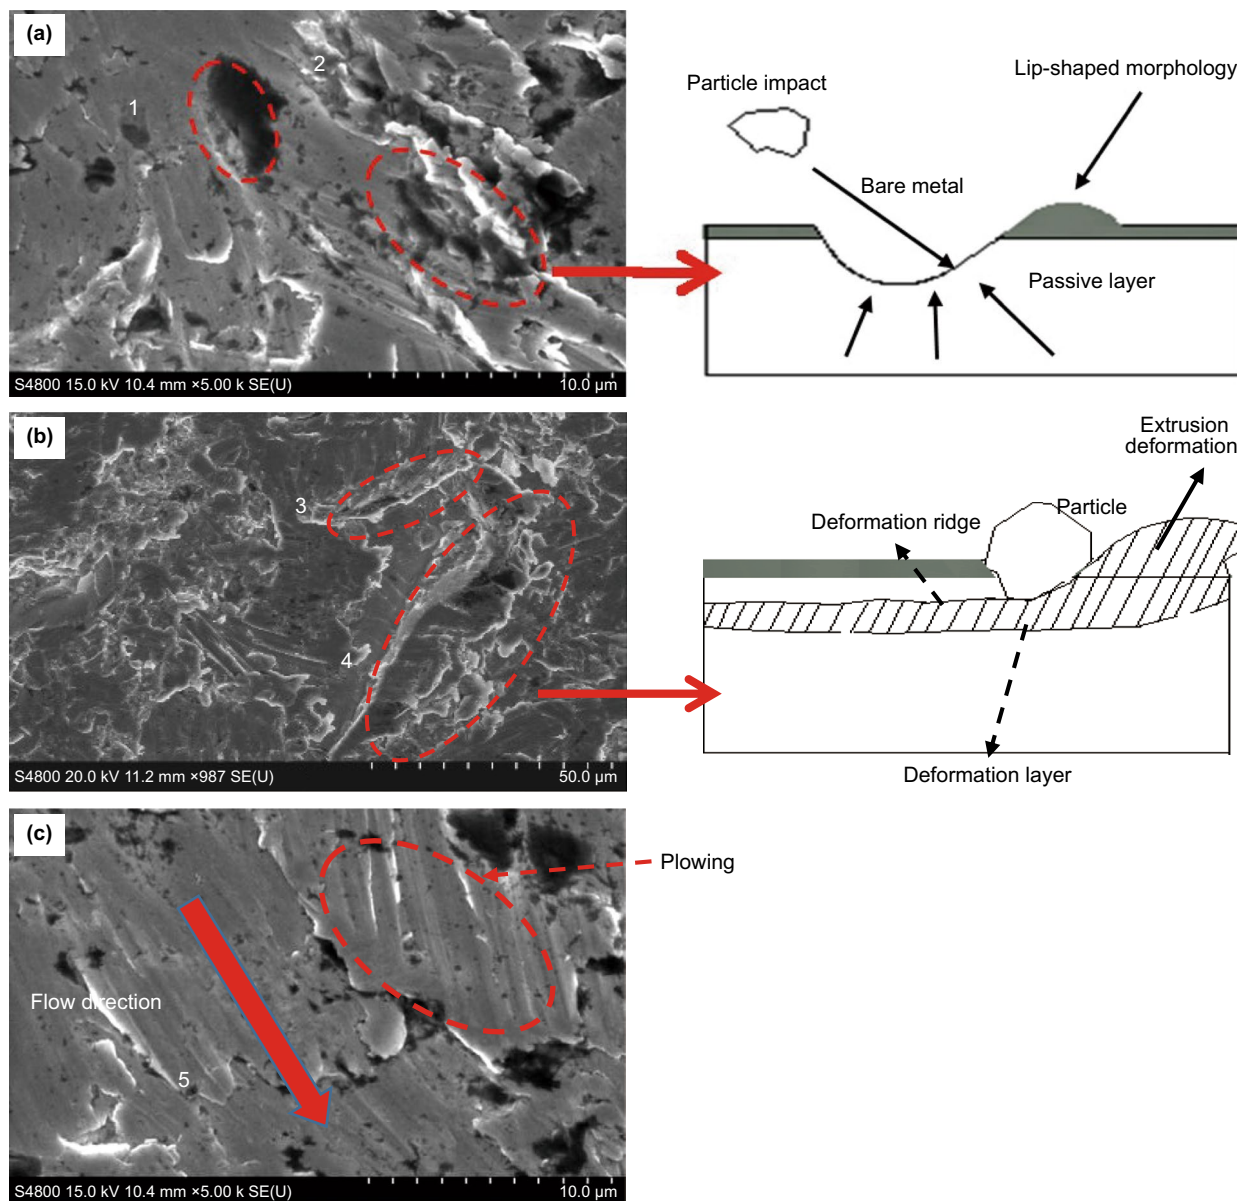 (a)
1
2
S4800 15.0 kV 10.4 mm ×5.00 k SE(U)
10.0 μm
Particle impact
Lip-shaped morphology
Bare metal
Passive layer
(b)
3
4
S4800 20.0 kV 11.2 mm ×987 SE(U)
50.0 μm
Extrusion
deformation
Particle
Deformation ridge
Deformation layer
(c)
Plowing
Flow direction
5
S4800 15.0 kV 10.4 mm ×5.00 k SE(U)
10.0 μm